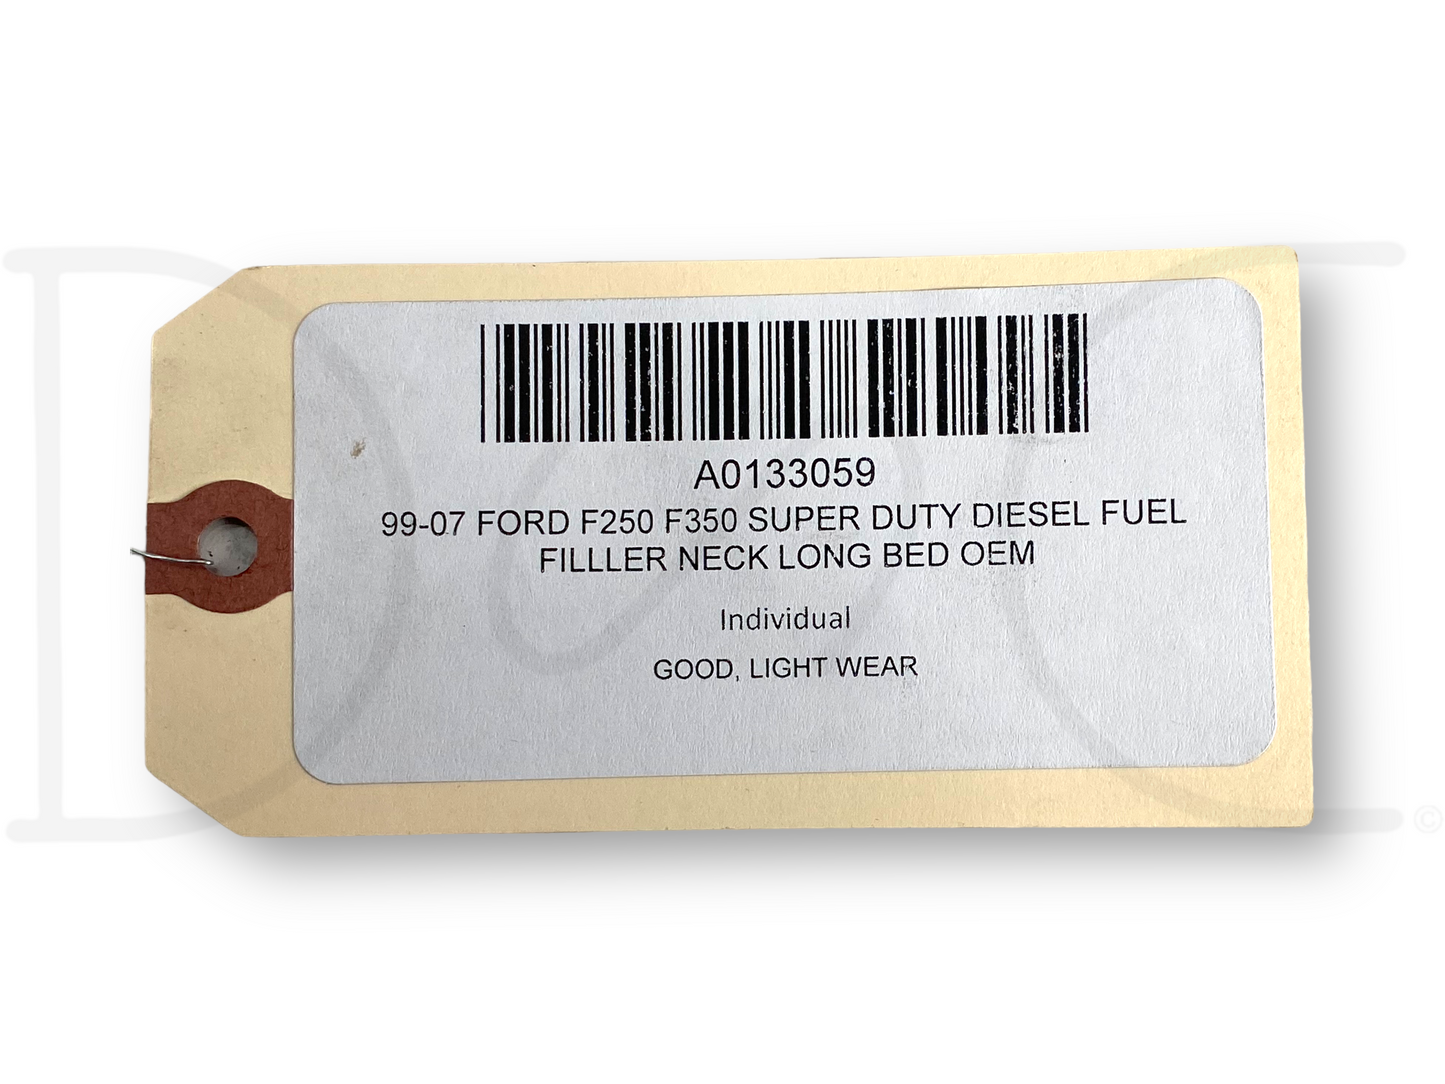 A0133059
99-07 FORD F250 F350 SUPER DUTY DIESEL FUEL
FILLLER NECK LONG BED OEM
Individual
GOOD, LIGHT WEAR
©